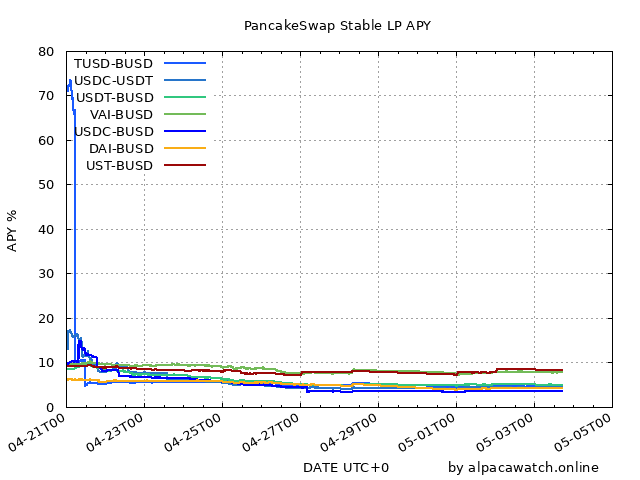 PancakeSwap Stable LP APY
80
70
60
50
40
30
20
10
0
APY %
TUSD-BUSD
USDC-USDT
USDT-BUSD
VAI-BUSD
USDC-BUSD
DAI-BUSD
UST-BUSD
04-21T00
04-23T00
04-25T00
04-27T00
04-29T00
05-01T00
05-03T00
05-05T00
DATE UTC+0
by alpacawatch.online